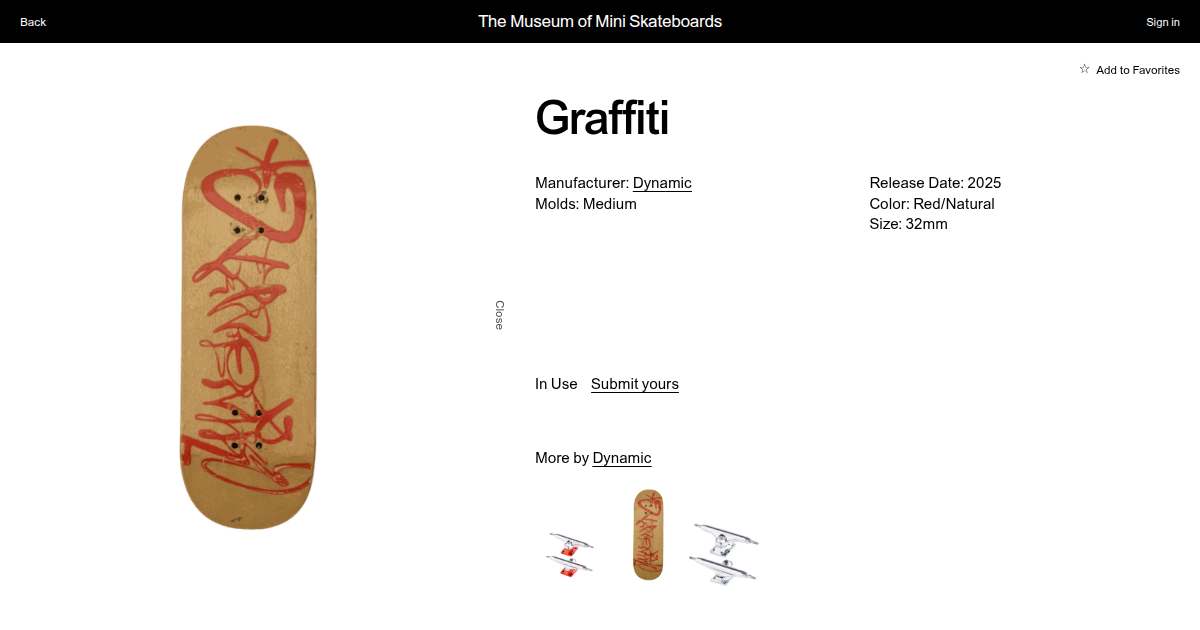 Back
The Museum of Mini Skateboards
Sign in
☆ Add to Favorites
Graffiti
Manufacturer: Dynamic
Molds: Medium
Release Date: 2025
Color: Red/Natural
Size: 32mm
Close
In Use Submit yours
More by Dynamic